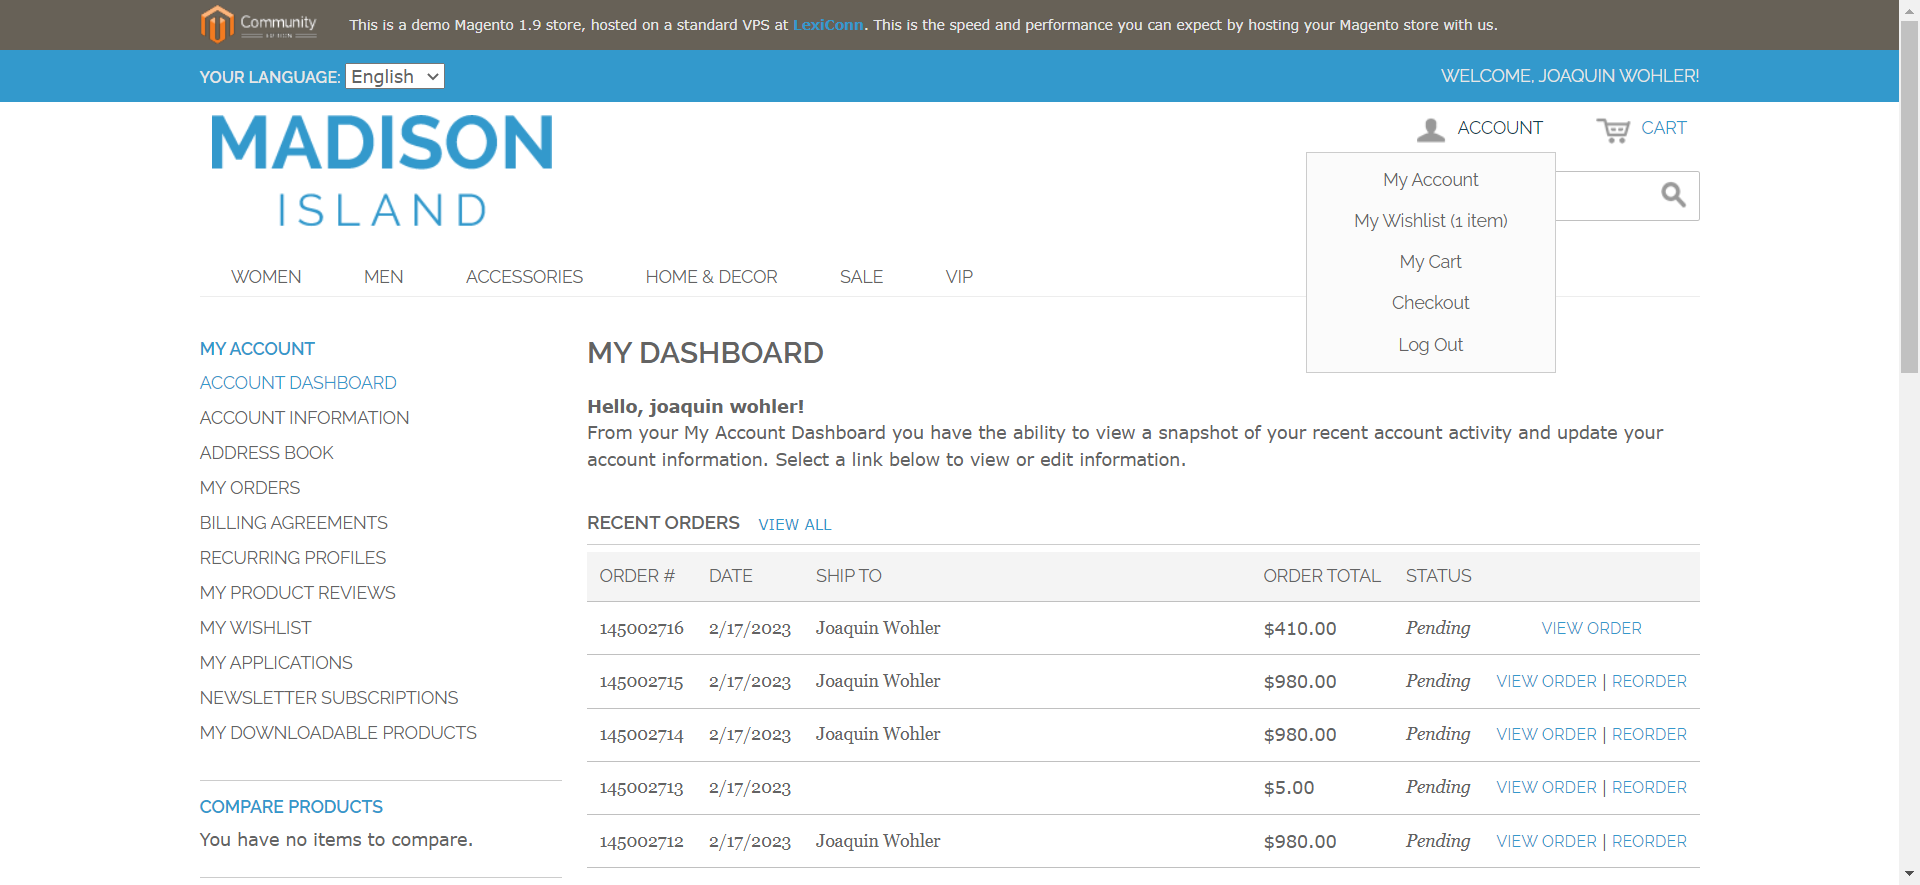 Community
This is a demo Magento 1.9 store, hosted on a standard VPS at LexiConn. This is the speed and performance you can expect by hosting your Magento store with us.
YOUR LANGUAGE: English
WELCOME, JOAQUIN WOHLER!
MADISON
ISLAND
ACCOUNT
CART
My Account
My Wishlist (1 item)
My Cart
Checkout
Log Out
WOMEN MEN ACCESSORIES HOME & DECOR SALE VIP
MY ACCOUNT
ACCOUNT DASHBOARD
ACCOUNT INFORMATION
ADDRESS BOOK
MY ORDERS
BILLING AGREEMENTS
RECURRING PROFILES
MY PRODUCT REVIEWS
MY WISHLIST
MY APPLICATIONS
NEWSLETTER SUBSCRIPTIONS
MY DOWNLOADABLE PRODUCTS
COMPARE PRODUCTS
You have no items to compare.
MY DASHBOARD
Hello, joaquin wohler!
From your My Account Dashboard you have the ability to view a snapshot of your recent account activity and update your
account information. Select a link below to view or edit information.
RECENT ORDERS VIEW ALL
ORDER # DATE SHIP TO ORDER TOTAL STATUS
145002716 2/17/2023 Joaquin Wohler $410.00 Pending VIEW ORDER
145002715 2/17/2023 Joaquin Wohler $980.00 Pending VIEW ORDER | REORDER
145002714 2/17/2023 Joaquin Wohler $980.00 Pending VIEW ORDER | REORDER
145002713 2/17/2023 $5.00 Pending VIEW ORDER | REORDER
145002712 2/17/2023 Joaquin Wohler $980.00 Pending VIEW ORDER | REORDER